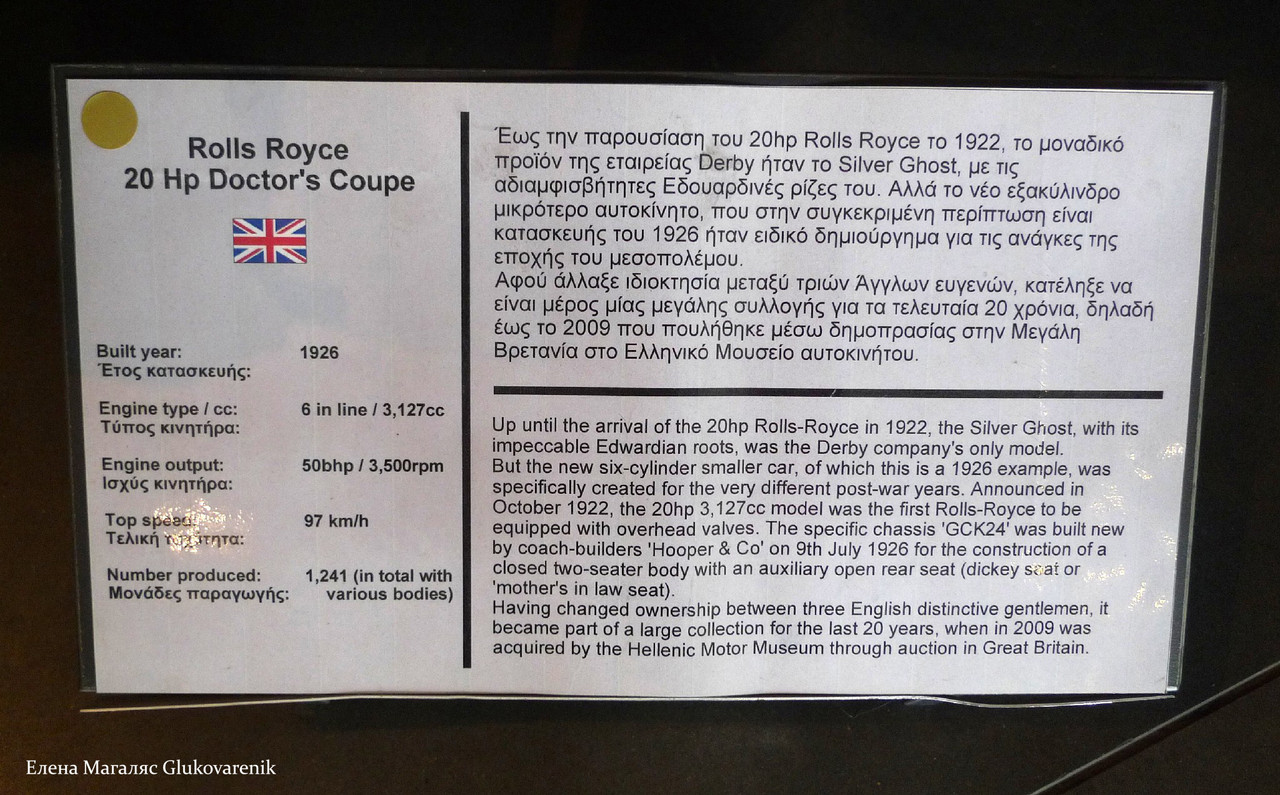 Rolls Royce
20 Hp Doctor's Coupe
Built year: 1926
Έτος κατασκευής:
Engine type / cc: 6 in line / 3,127cc
Τύπος κινητήρα:
Engine output: 50bhp / 3,500rpm
Ισχύς κινητήρα:
Top speed: 97 km/h
Τελική ταχύτητα:
Number produced: 1,241 (in total with
Μονάδες παραγωγής: various bodies)
Έως την παρουσίαση του 20hp Rolls Royce το 1922, το μοναδικό
προϊόν της εταιρείας Derby ήταν το Silver Ghost, με τις
αδιαμφισβήτητες Εδουαρδινές ρίζες του. Αλλά το νέο εξακύλινδρο
μικρότερο αυτοκίνητο, που στην συγκεκριμένη περίπτωση είναι
κατασκευής του 1926 ήταν ειδικό δημιούργημα για τις ανάγκες της
εποχής του μεσοπολέμου.
Αφού άλλαξε ιδιοκτησία μεταξύ τριών Άγγλων ευγενών, κατέληξε να
είναι μέρος μίας μεγάλης συλλογής για τα τελευταία 20 χρόνια, δηλαδή
έως το 2009 που πουλήθηκε μέσω δημοπρασίας στην Μεγάλη
Βρετανία στο Ελληνικό Μουσείο αυτοκινήτου.
Up until the arrival of the 20hp Rolls-Royce in 1922, the Silver Ghost, with its
impeccable Edwardian roots, was the Derby company's only model.
But the new six-cylinder smaller car, of which this is a 1926 example, was
specifically created for the very different post-war years. Announced in
October 1922, the 20hp 3,127cc model was the first Rolls-Royce to be
equipped with overhead valves. The specific chassis 'GCK24' was built new
by coach-builders 'Hooper & Co' on 9th July 1926 for the construction of a
closed two-seater body with an auxiliary open rear seat (dickey seat or
'mother's in law seat).
Having changed ownership between three English distinctive gentlemen, it
became part of a large collection for the last 20 years, when in 2009 was
acquired by the Hellenic Motor Museum through auction in Great Britain.
Елена Магаляс Glukovarenik